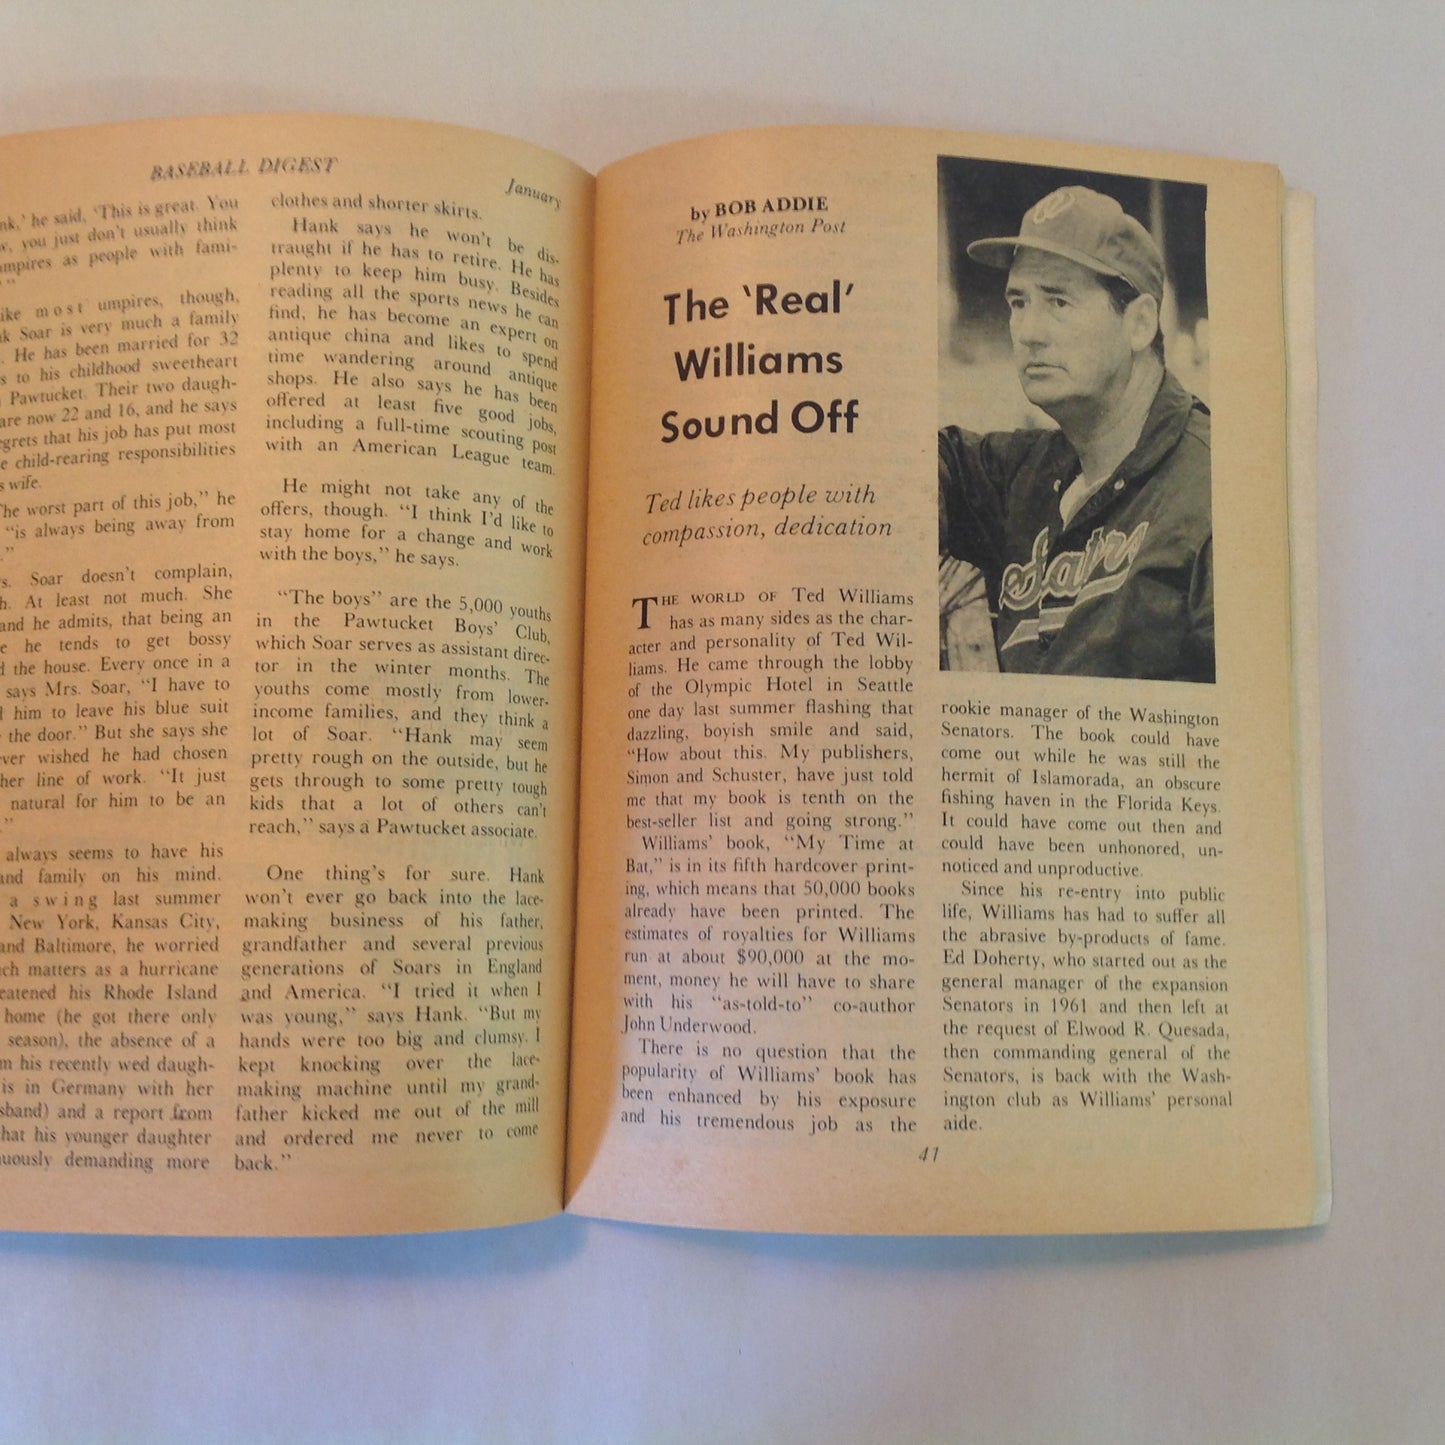 BASEBALL DIGEST
January
nk,' he said, 'This is great. You
w, you just don't usually think
umpires as people with fami-
'"
ike most umpires, though,
k Soar is very much a family
. He has been married for 32
s to his childhood sweetheart
Pawtucket. Their two daugh-
are now 22 and 16, and he says
egrets that his job has put most
e child-rearing responsibilities
s wife.
he worst part of this job," he
"is always being away from
."
s. Soar doesn't complain,
h. At least not much. She
and he admits, that being an
e he tends to get bossy
d the house. Every once in a
says Mrs. Soar, "I have to
l him to leave his blue suit
the door." But she says she
ever wished he had chosen
her line of work. "It just
natural for him to be an
."
always seems to have his
and family on his mind.
a swing last summer
New York, Kansas City,
and Baltimore, he worried
ch matters as a hurricane
eatened his Rhode Island
home (he got there only
season), the absence of a
m his recently wed daugh-
is in Germany with her
sband) and a report from
hat his younger daughter
uously demanding more
clothes and shorter skirts.
Hank says he won't be dis-
traught if he has to retire. He has
plenty to keep him busy. Besides
reading all the sports news he can
find, he has become an expert on
antique china and likes to spend
time wandering around antique
shops. He also says he has been
offered at least five good jobs,
including a full-time scouting post
with an American League team.
He might not take any of the
offers, though. "I think I'd like to
stay home for a change and work
with the boys," he says.
"The boys" are the 5,000 youths
in the Pawtucket Boys' Club,
which Soar serves as assistant direc-
tor in the winter months. The
youths come mostly from lower-
income families, and they think a
lot of Soar. "Hank may seem
pretty rough on the outside, but he
gets through to some pretty tough
kids that a lot of others can't
reach," says a Pawtucket associate.
One thing's for sure. Hank
won't ever go back into the lace-
making business of his father,
grandfather and several previous
generations of Soars in England
and America. "I tried it when I
was young," says Hank. "But my
hands were too big and clumsy. I
kept knocking over the lace-
making machine until my grand-
father kicked me out of the mill
and ordered me never to come
back."
by BOB ADDIE
The Washington Post
The 'Real'
Williams
Sound Off
Ted likes people with
compassion, dedication
THE WORLD OF Ted Williams
has as many sides as the char-
acter and personality of Ted Wil-
liams. He came through the lobby
of the Olympic Hotel in Seattle
one day last summer flashing that
dazzling, boyish smile and said,
"How about this. My publishers,
Simon and Schuster, have just told
me that my book is tenth on the
best-seller list and going strong."
Williams' book, "My Time at
Bat," is in its fifth hardcover print-
ing, which means that 50,000 books
already have been printed. The
estimates of royalties for Williams
run at about $90,000 at the mo-
ment, money he will have to share
with his "as-told-to" co-author
John Underwood.
There is no question that the
popularity of Williams' book has
been enhanced by his exposure
and his tremendous job as the
Senators
rookie manager of the Washington
Senators. The book could have
come out while he was still the
hermit of Islamorada, an obscure
fishing haven in the Florida Keys.
It could have come out then and
could have been unhonored, un-
noticed and unproductive.
Since his re-entry into public
life, Williams has had to suffer all
the abrasive by-products of fame.
Ed Doherty, who started out as the
general manager of the expansion
Senators in 1961 and then left at
the request of Elwood R. Quesada,
then commanding general of the
Senators, is back with the Wash-
ington club as Williams' personal
aide.
41